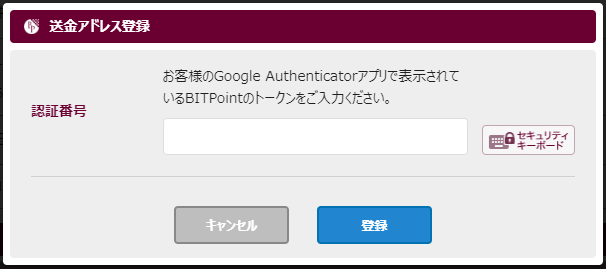 送金アドレス登録
お客様のGoogle Authenticatorアプリで表示されて
いるBITPointのトークンをご入力ください。
認証番号
セキュリティ
キーボード
キャンセル
登録